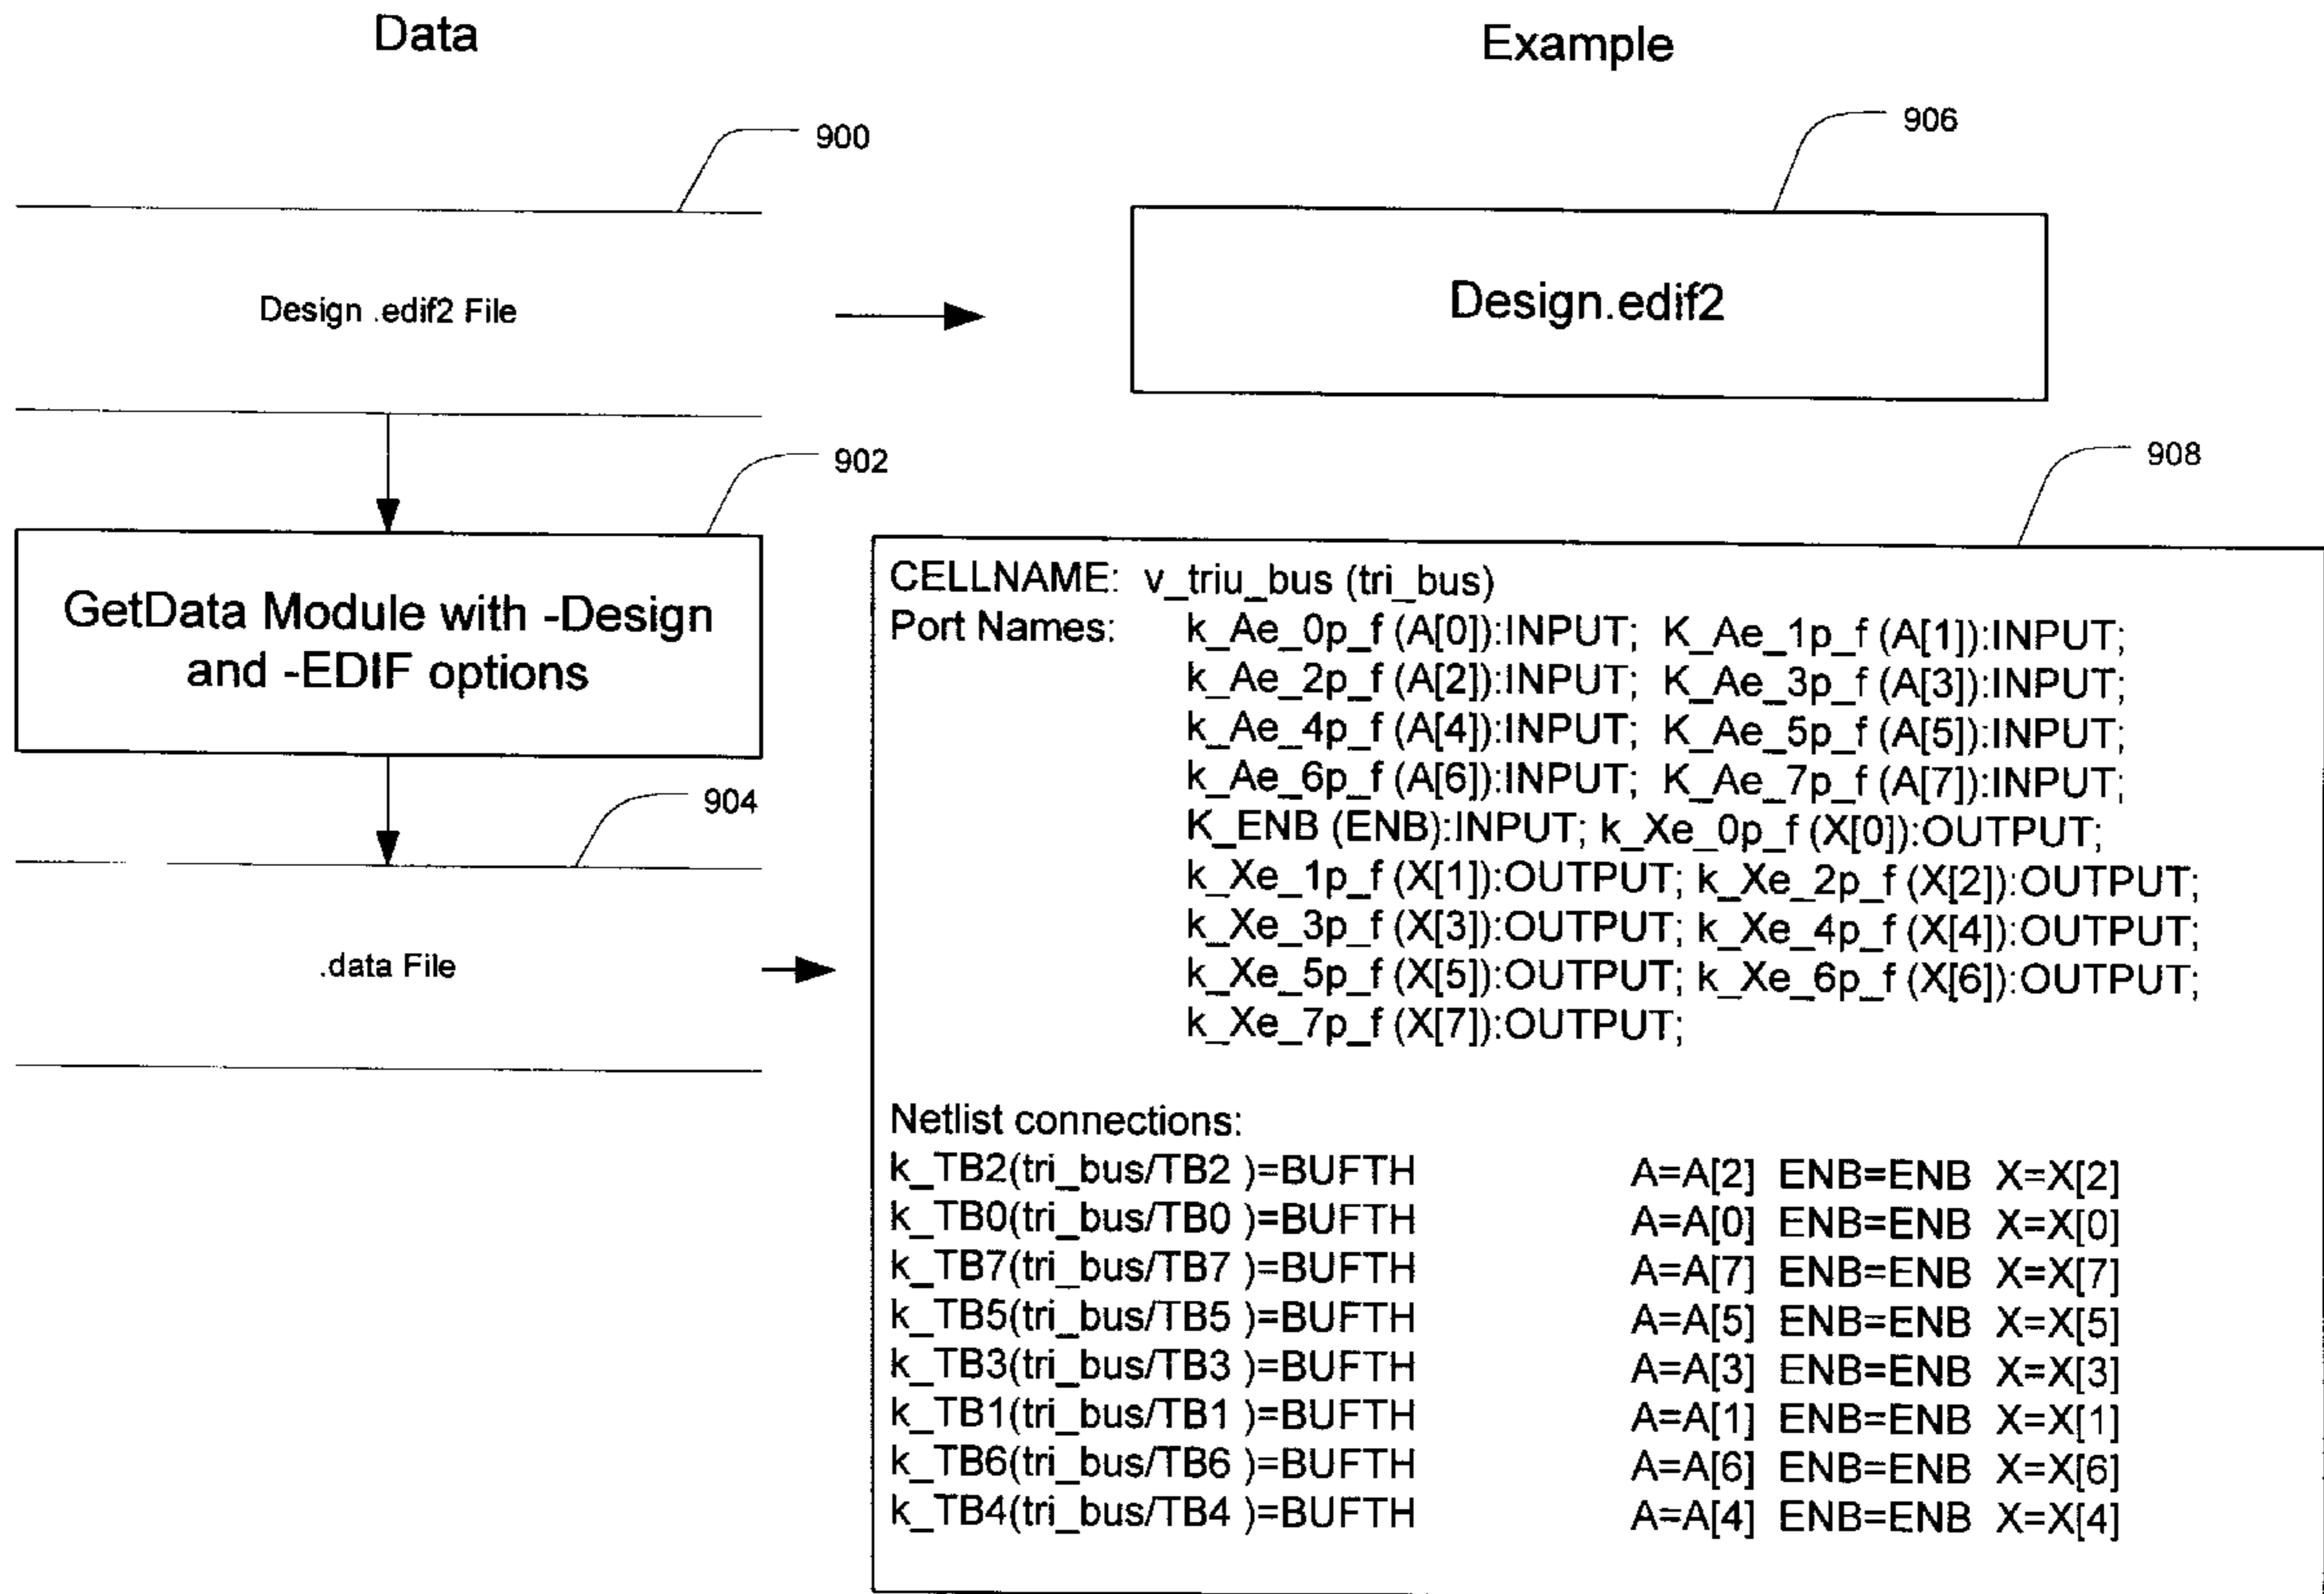 Data
Example
900
906
Design .edif2 File
Design.edif2
902
908
GetData Module with -Design
and -EDIF options
904
.data File
CELLNAME: v_triu_bus (tri_bus)
Port Names: k_Ae_0p_f (A[0]):INPUT; K_Ae_1p_f (A[1]):INPUT;
k_Ae_2p_f (A[2]):INPUT; K_Ae_3p_f (A[3]):INPUT;
k_Ae_4p_f (A[4]):INPUT; K_Ae_5p_f (A[5]):INPUT;
k_Ae_6p_f (A[6]):INPUT; K_Ae_7p_f (A[7]):INPUT;
K_ENB (ENB):INPUT; k_Xe_0p_f (X[0]):OUTPUT;
k_Xe_1p_f (X[1]):OUTPUT; k_Xe_2p_f (X[2]):OUTPUT;
k_Xe_3p_f (X[3]):OUTPUT; k_Xe_4p_f (X[4]):OUTPUT;
k_Xe_5p_f (X[5]):OUTPUT; k_Xe_6p_f (X[6]):OUTPUT;
k_Xe_7p_f (X[7]):OUTPUT;
Netlist connections:
k_TB2(tri_bus/TB2 )=BUFTH A=A[2] ENB=ENB X=X[2]
k_TB0(tri_bus/TB0 )=BUFTH A=A[0] ENB=ENB X=X[0]
k_TB7(tri_bus/TB7 )=BUFTH A=A[7] ENB=ENB X=X[7]
k_TB5(tri_bus/TB5 )=BUFTH A=A[5] ENB=ENB X=X[5]
k_TB3(tri_bus/TB3 )=BUFTH A=A[3] ENB=ENB X=X[3]
k_TB1(tri_bus/TB1 )=BUFTH A=A[1] ENB=ENB X=X[1]
k_TB6(tri_bus/TB6 )=BUFTH A=A[6] ENB=ENB X=X[6]
k_TB4(tri_bus/TB4 )=BUFTH A=A[4] ENB=ENB X=X[4]